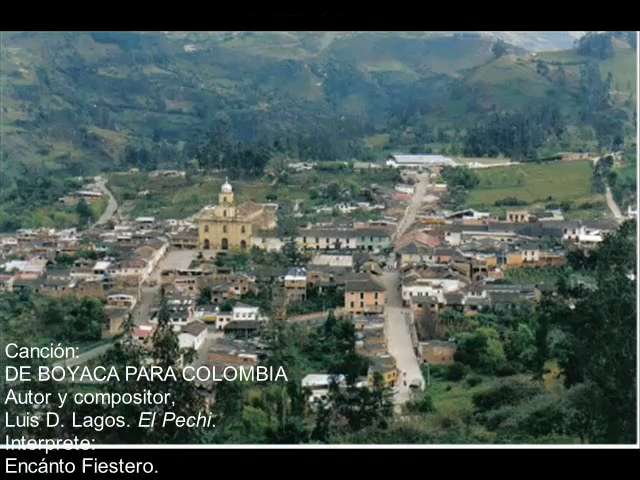 Canción:
DE BOYACA PARA COLOMBIA
Autor y compositor,
Luis D. Lagos. El Pechi.
Interprete:
Encánto Fiestero.